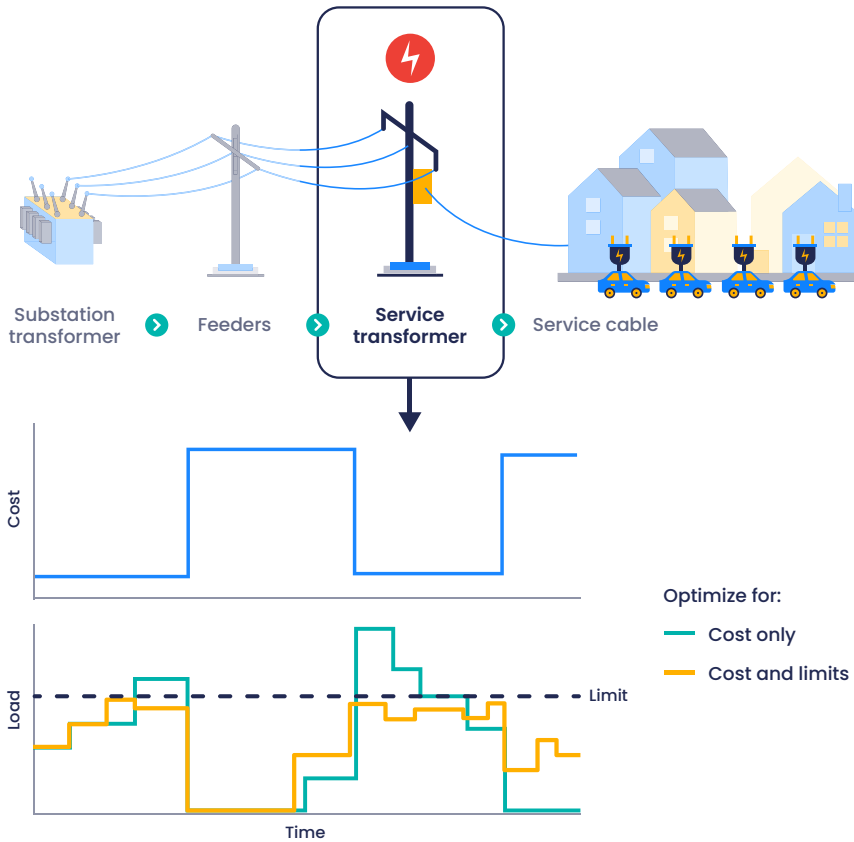 Substation
transformer
Feeders
Service
transformer
Service cable
Cost
Optimize for:
Cost only
Cost and limits
Limit
Load
Time